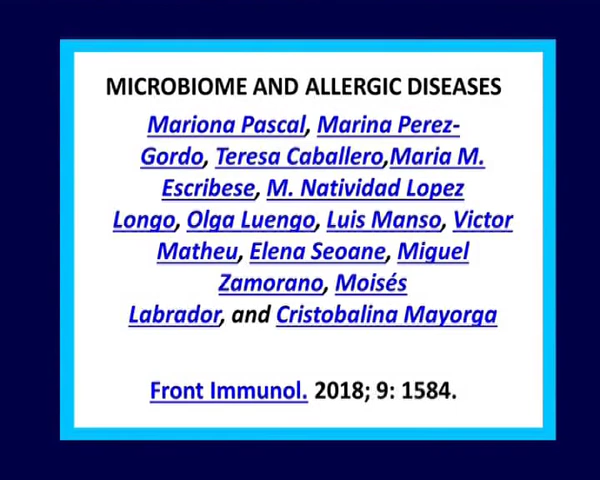 MICROBIOME AND ALLERGIC DISEASES
Mariona Pascal, Marina Perez-
Gordo, Teresa Caballero,Maria M.
Escribese, M. Natividad Lopez
Longo, Olga Luengo, Luis Manso, Victor
Matheu, Elena Seoane, Miguel
Zamorano, Moisés
Labrador, and Cristobalina Mayorga
Front Immunol. 2018; 9: 1584.